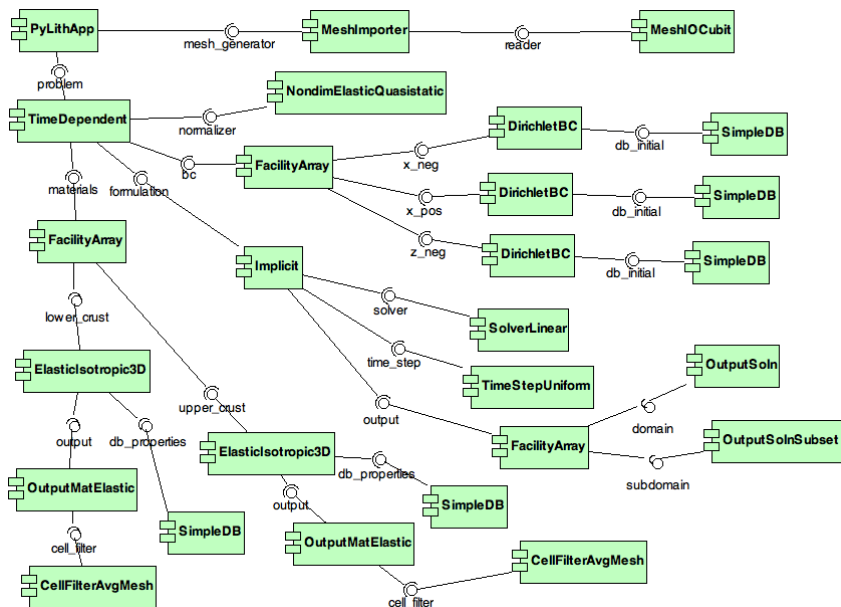 PyLithApp
MeshImporter
MeshIOCubit
mesh_generator
reader
problem
NondimElasticQuasistatic
TimeDependent
normalizer
DirichletBC
SimpleDB
db_initial
x_neg
FacilityArray
bc
materials
formulation
DirichletBC
SimpleDB
x_pos
db_initial
FacilityArray
z_neg
DirichletBC
SimpleDB
db_initial
Implicit
solver
lower_crust
SolverLinear
time_step
ElasticIsotropic3D
OutputSoln
TimeStepUniform
upper_crust
output
domain
output
db_properties
ElasticIsotropic3D
FacilityArray
OutputSolnSubset
db_properties
subdomain
OutputMatElastic
output
SimpleDB
SimpleDB
OutputMatElastic
cell_filter
CellFilterAvgMesh
CellFilterAvgMesh
cell_filter